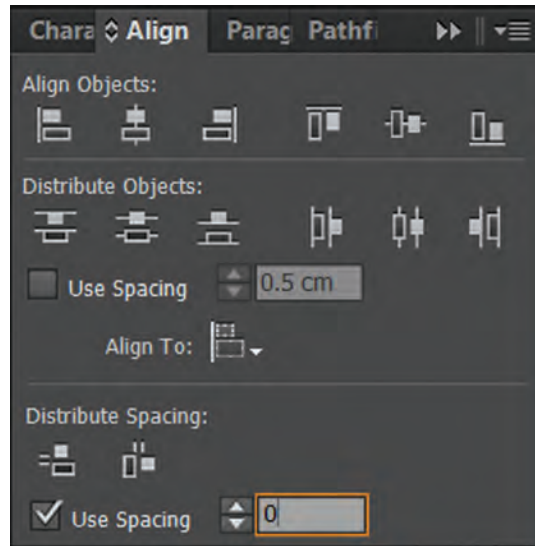 Chara Align Parag Pathfi
Align Objects:
Distribute Objects:
Use Spacing 0.5 cm
Align To:
Distribute Spacing:
Use Spacing 0